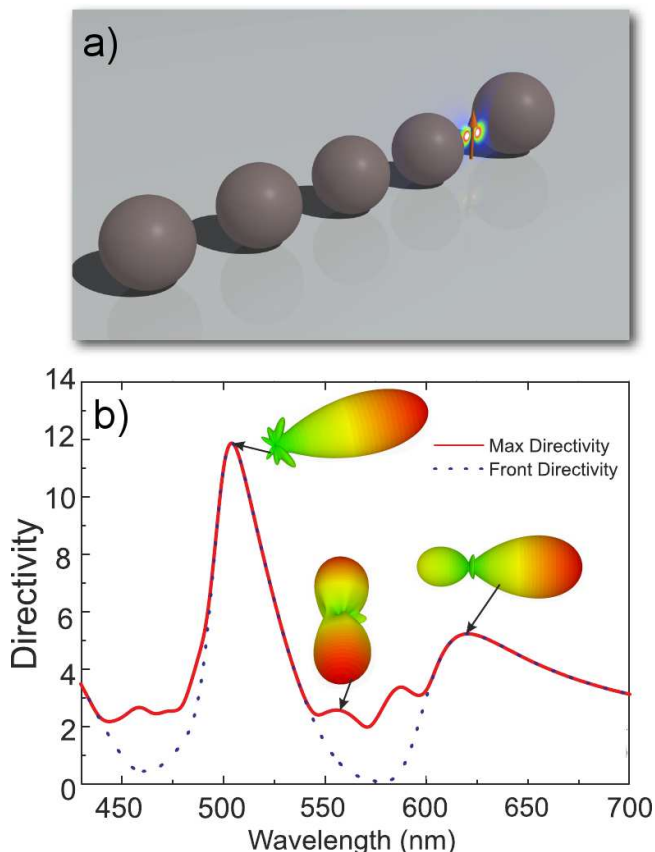 a)
b)
14
12
10
8
6
4
2
0
Directivity
Max Directivity
Front Directivity
450 500 550 600 650 700
Wavelength (nm)